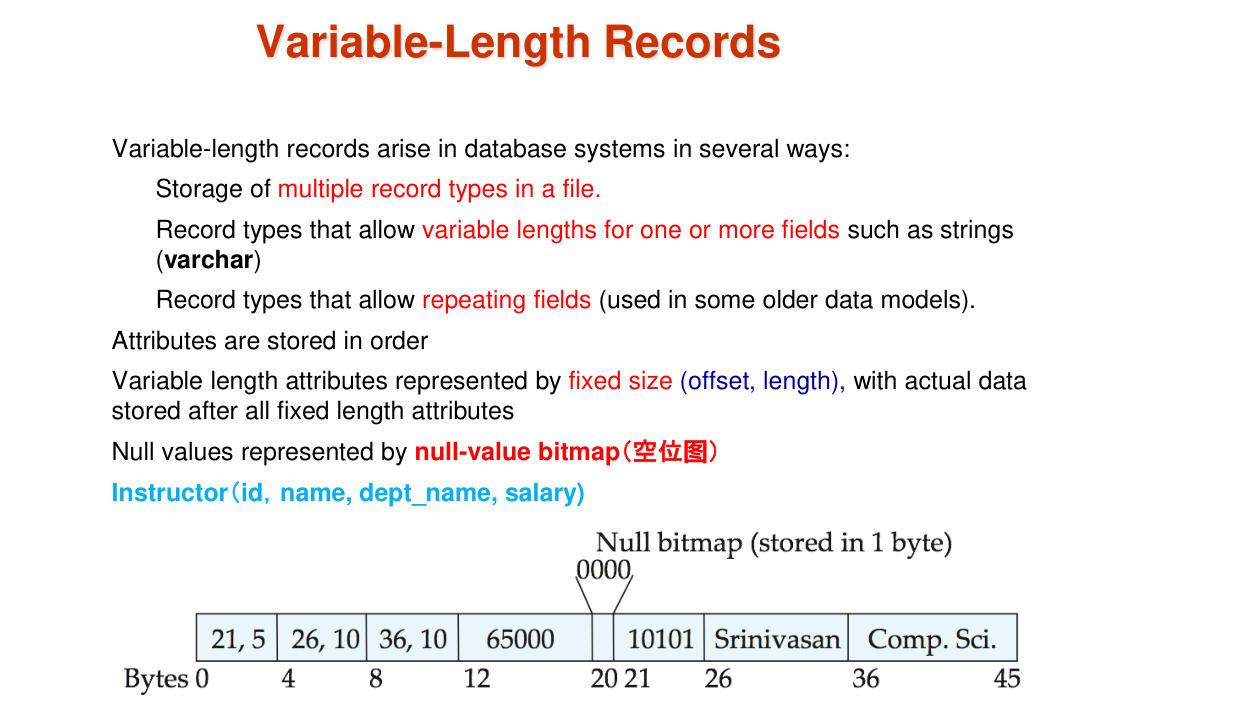 Variable-Length Records
Variable-length records arise in database systems in several ways:
Storage of multiple record types in a file.
Record types that allow variable lengths for one or more fields such as strings
(varchar)
Record types that allow repeating fields (used in some older data models).
Attributes are stored in order
Variable length attributes represented by fixed size (offset, length), with actual data
stored after all fixed length attributes
Null values represented by null-value bitmap（空位图）
Instructor（id，name, dept_name, salary)
Null bitmap (stored in 1 byte)
0000
21, 5 26, 10 36, 10 65000 10101 Srinivasan Comp. Sci.
Bytes 0 4 8 12 20 21 26 36 45